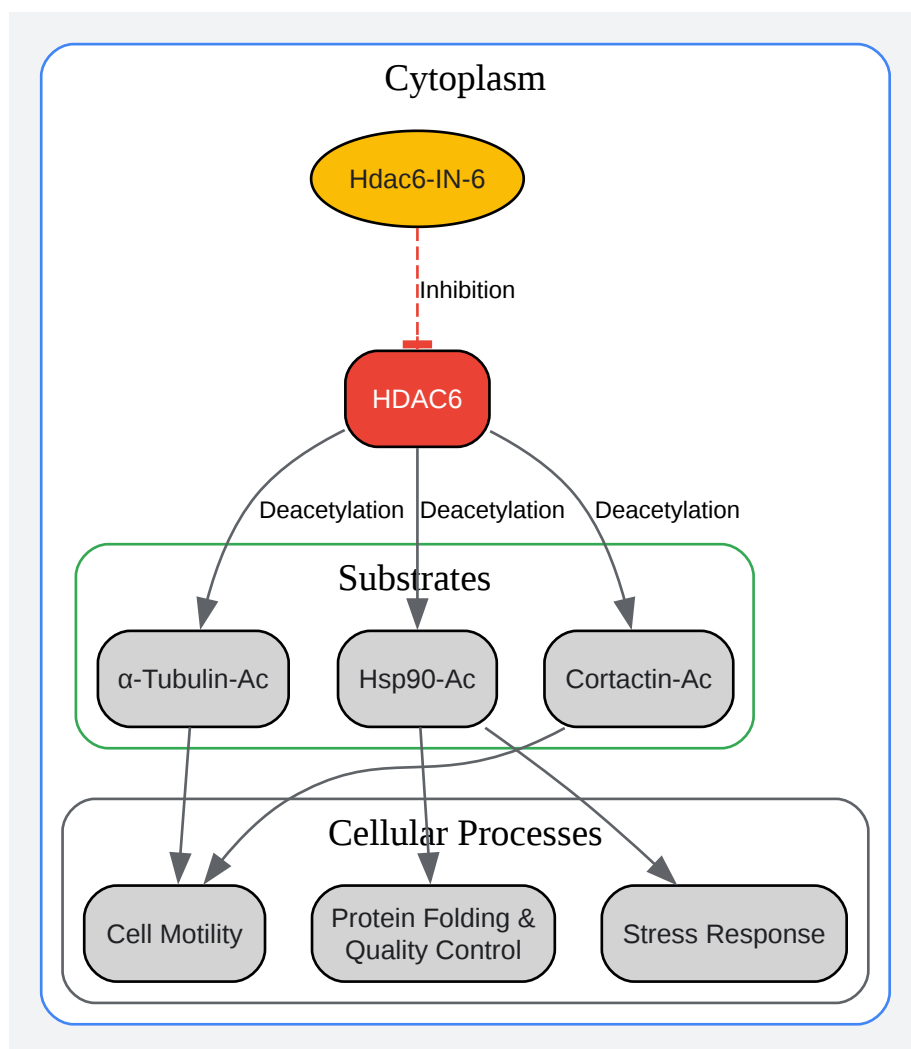 Cytoplasm
Hdac6-IN-6
Inhibition
HDAC6
Deacetylation
Deacetylation
Deacetylation
Substrates
α-Tubulin-Ac
Hsp90-Ac
Cortactin-Ac
Cellular Processes
Cell Motility
Protein Folding &
Quality Control
Stress Response